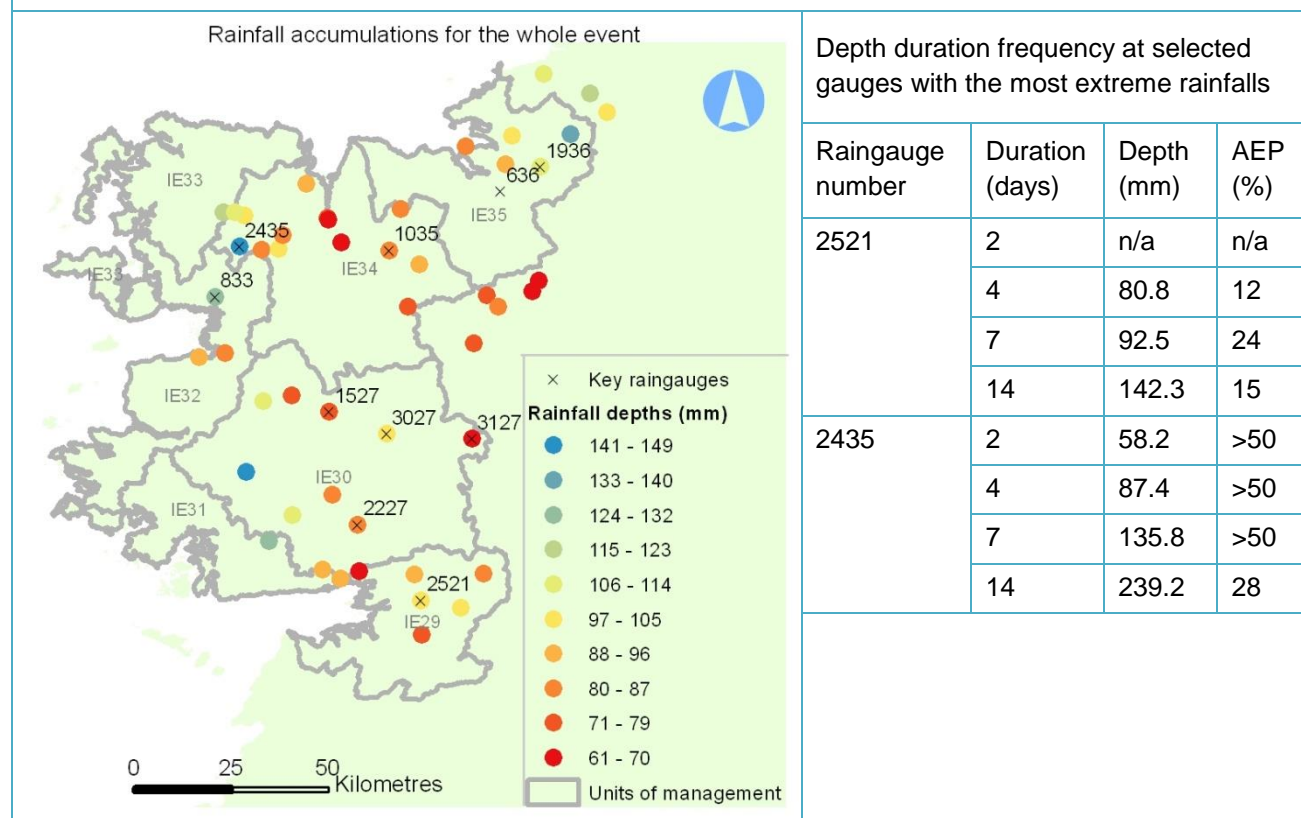 Rainfall accumulations for the whole event
1936
636
IE33
IE35
2435
1035
IE34
IE33
833
IE32
1527
3027
3127
IE30
IE31
2227
2521
IE29
Key raingauges
Rainfall depths (mm)
141 - 149
133 - 140
124 - 132
115 - 123
106 - 114
97 - 105
88 - 96
80 - 87
71 - 79
61 - 70
Units of management
0 25 50 Kilometres
Depth duration frequency at selected
gauges with the most extreme rainfalls
Raingauge number Duration (days) Depth (mm) AEP (%)
2521 2 n/a n/a
4 80.8 12
7 92.5 24
14 142.3 15
2435 2 58.2 >50
4 87.4 >50
7 135.8 >50
14 239.2 28